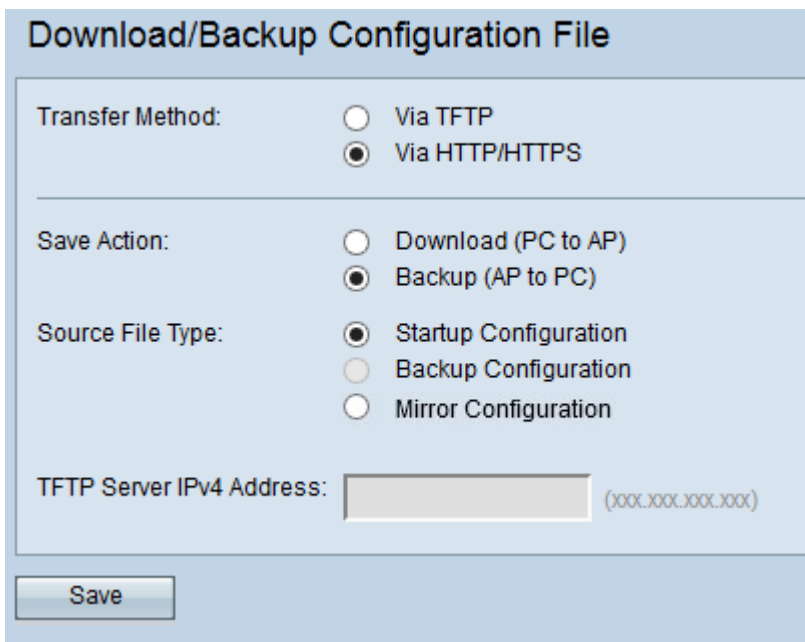 Download/Backup Configuration File
Transfer Method:
Via TFTP
Via HTTP/HTTPS
Save Action:
Download (PC to AP)
Backup (AP to PC)
Source File Type:
Startup Configuration
Backup Configuration
Mirror Configuration
TFTP Server IPv4 Address:
(xxx.xxx.xxx.xxx)
Save